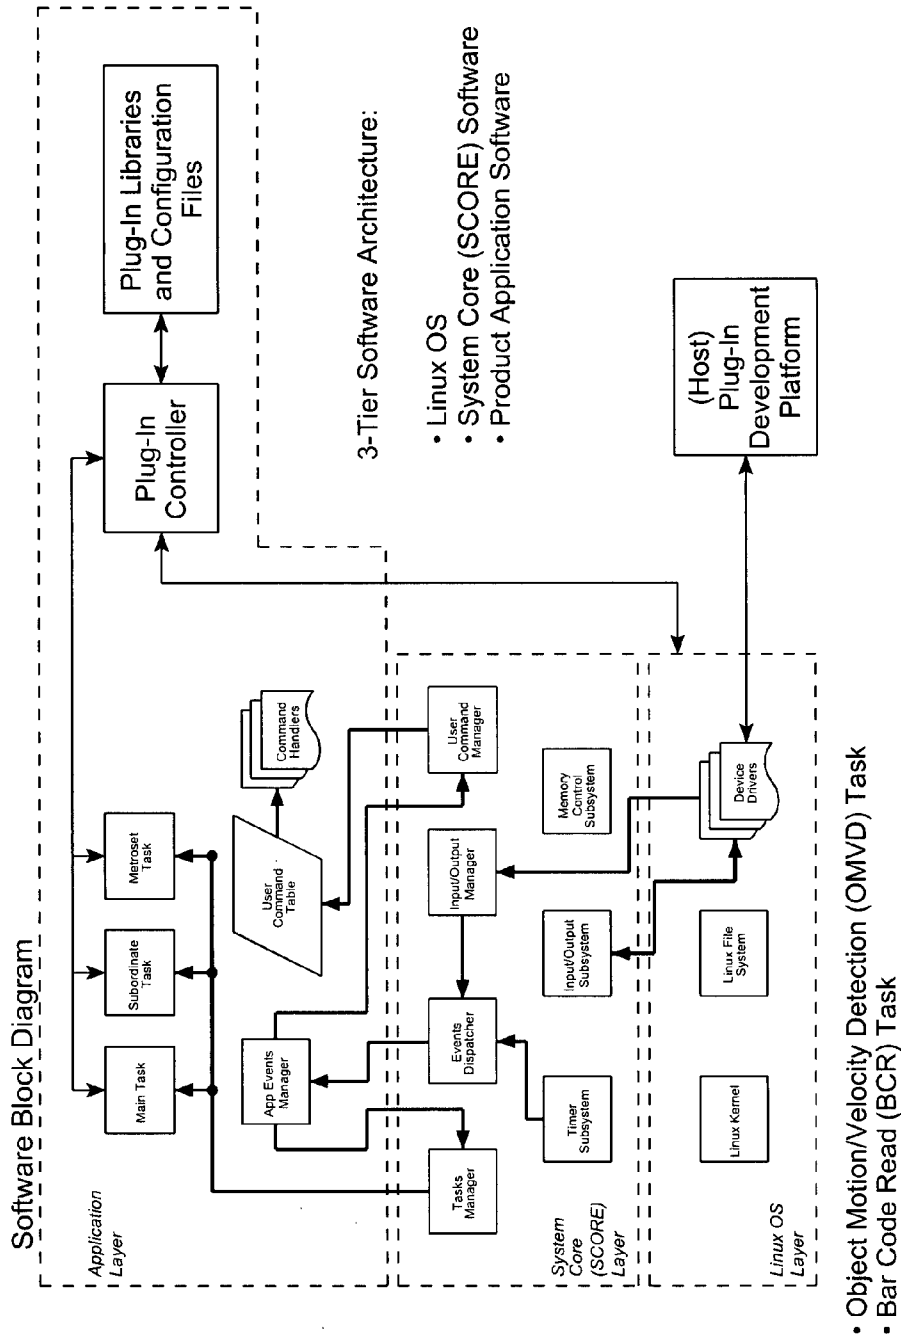 Software Block Diagram
Application
Layer
Main Task
Subordinate
Task
Metroset
Task
Plug-In
Controller
Plug-In Libraries
and Configuration
Files
App Events
Manager
User
Command
Table
Command
Handlers
3-Tier Software Architecture:
• Linux OS
• System Core (SCORE) Software
• Product Application Software
Tasks
Manager
Events
Dispatcher
Input/Output
Manager
User
Command
Manager
System
Core
(SCORE)
Layer
Timer
Subsystem
Input/Output
Subsystem
Memory
Control
Subsystem
Linux OS
Layer
Linux Kernel
Linux File
System
Device
Drivers
(Host)
Plug-In
Development
Platform
• Object Motion/Velocity Detection (OMVD) Task
• Bar Code Read (BCR) Task